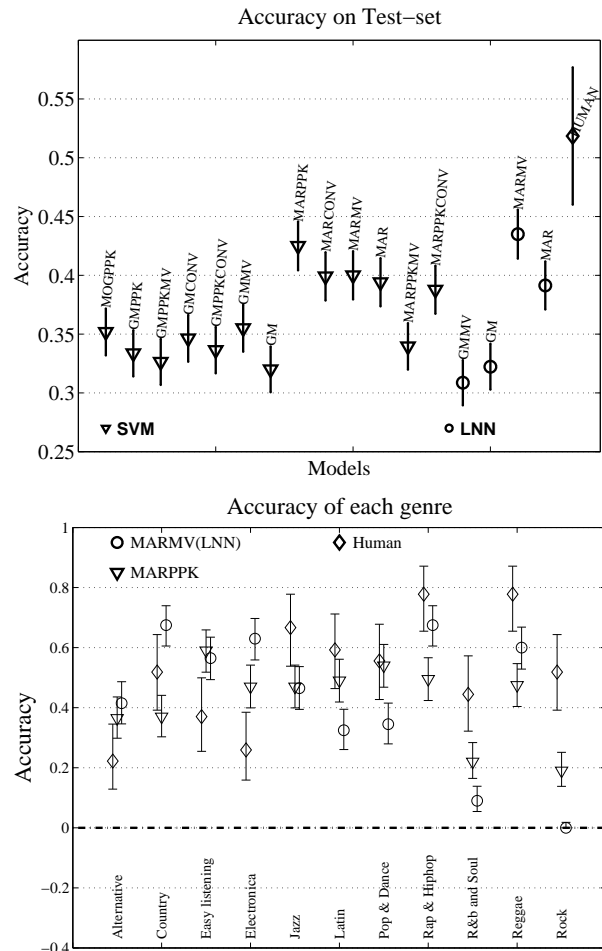 Accuracy on Test−set
0.55
0.5
0.45
0.4
0.35
0.3
0.25
Accuracy
MOGPPK
GMPPK
GMPPKMV
GMCONV
GMPPKCONV
GMMV
GM
MARPPK
MARCONV
MARMV
MAR
MARPPKMV
MARPPKCONV
GMMV
GM
MARMV
MAR
HUMAN
SVM
LNN
Models
Accuracy of each genre
1
0.8
0.6
0.4
0.2
0
−0.2
−0.4
Accuracy
MARMV(LNN)
Human
MARPPK
Alternative
Country
Easy listening
Electronica
Jazz
Latin
Pop & Dance
Rap & Hiphop
R&b and Soul
Reggae
Rock